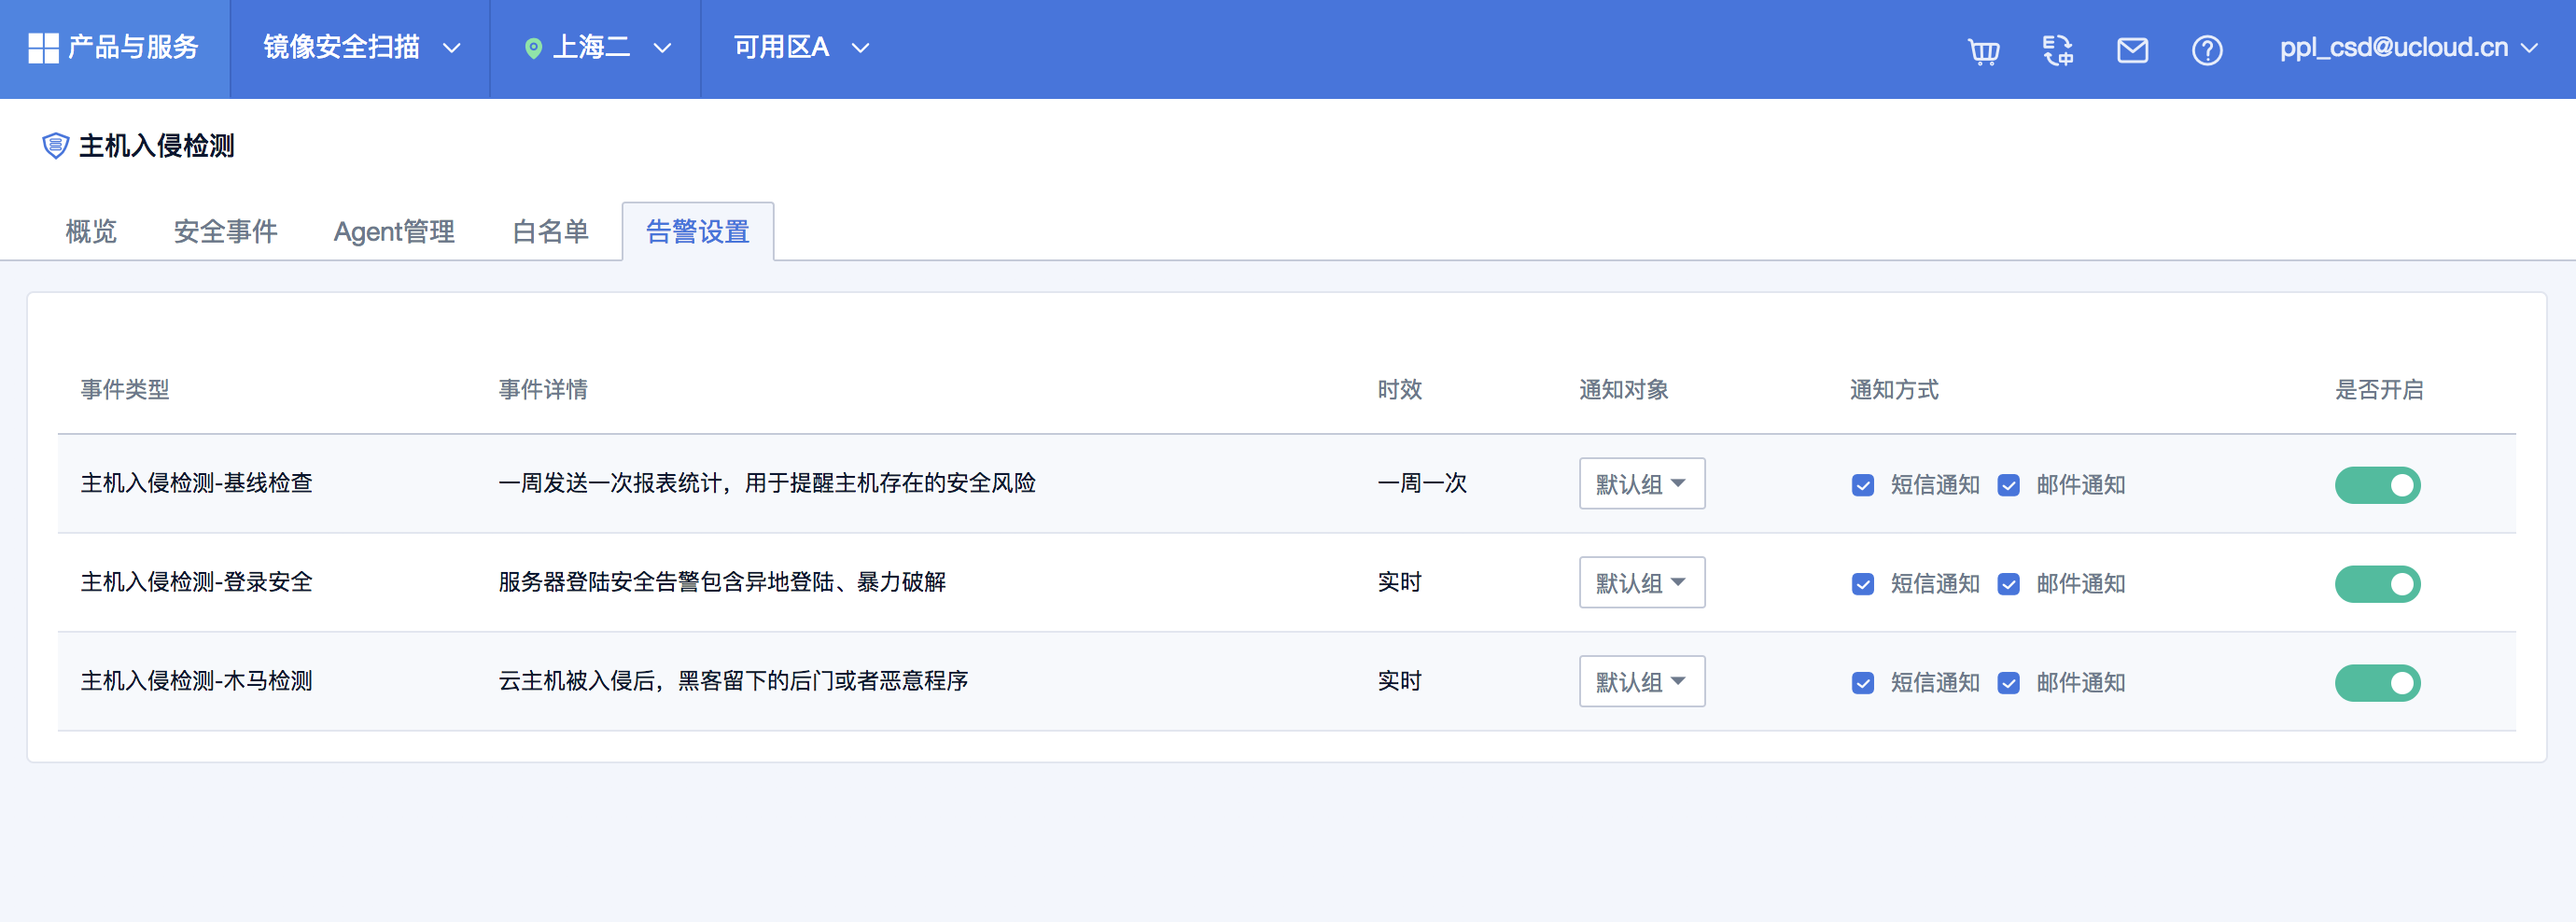 产品与服务 镜像安全扫描 上海二 可用区A ppl_csd@ucloud.cn
主机入侵检测
概览 安全事件 Agent管理 白名单 告警设置
事件类型 事件详情 时效 通知对象 通知方式 是否开启
主机入侵检测-基线检查 一周发送一次报表统计，用于提醒主机存在的安全风险 一周一次 默认组 短信通知 邮件通知
主机入侵检测-登录安全 服务器登陆安全告警包含异地登陆、暴力破解 实时 默认组 短信通知 邮件通知
主机入侵检测-木马检测 云主机被入侵后，黑客留下的后门或者恶意程序 实时 默认组 短信通知 邮件通知